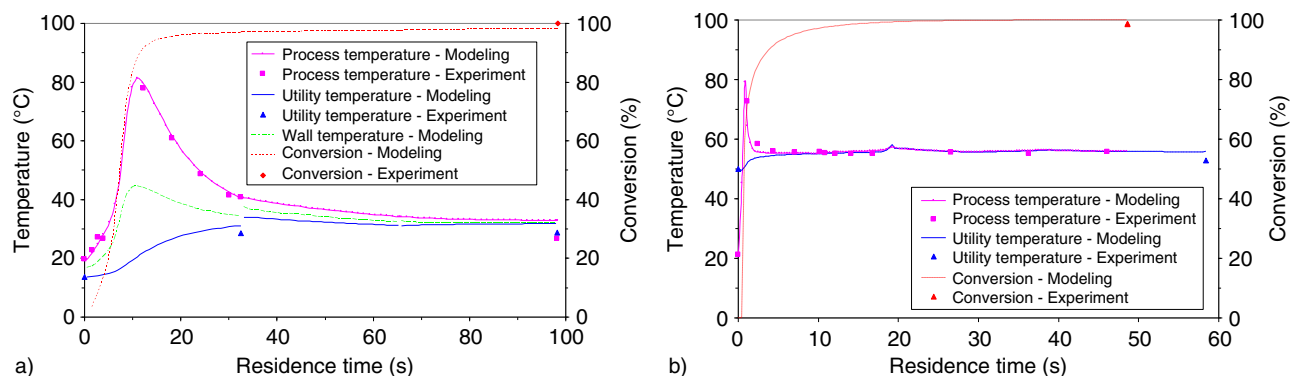 100
80
60
40
20
0
Temperature (°C)
Process temperature - Modeling
Process temperature - Experiment
Utility temperature - Modeling
Utility temperature - Experiment
Wall temperature - Modeling
Conversion - Modeling
Conversion - Experiment
100
80
60
40
20
0
Conversion (%)
0 20 40 60 80 100
a) Residence time (s)
100
80
60
40
20
0
Temperature (°C)
Process temperature - Modeling
Process temperature - Experiment
Utility temperature - Modeling
Utility temperature - Experiment
Conversion - Modeling
Conversion - Experiment
100
80
60
40
20
0
Conversion (%)
0 10 20 30 40 50 60
b) Residence time (s)